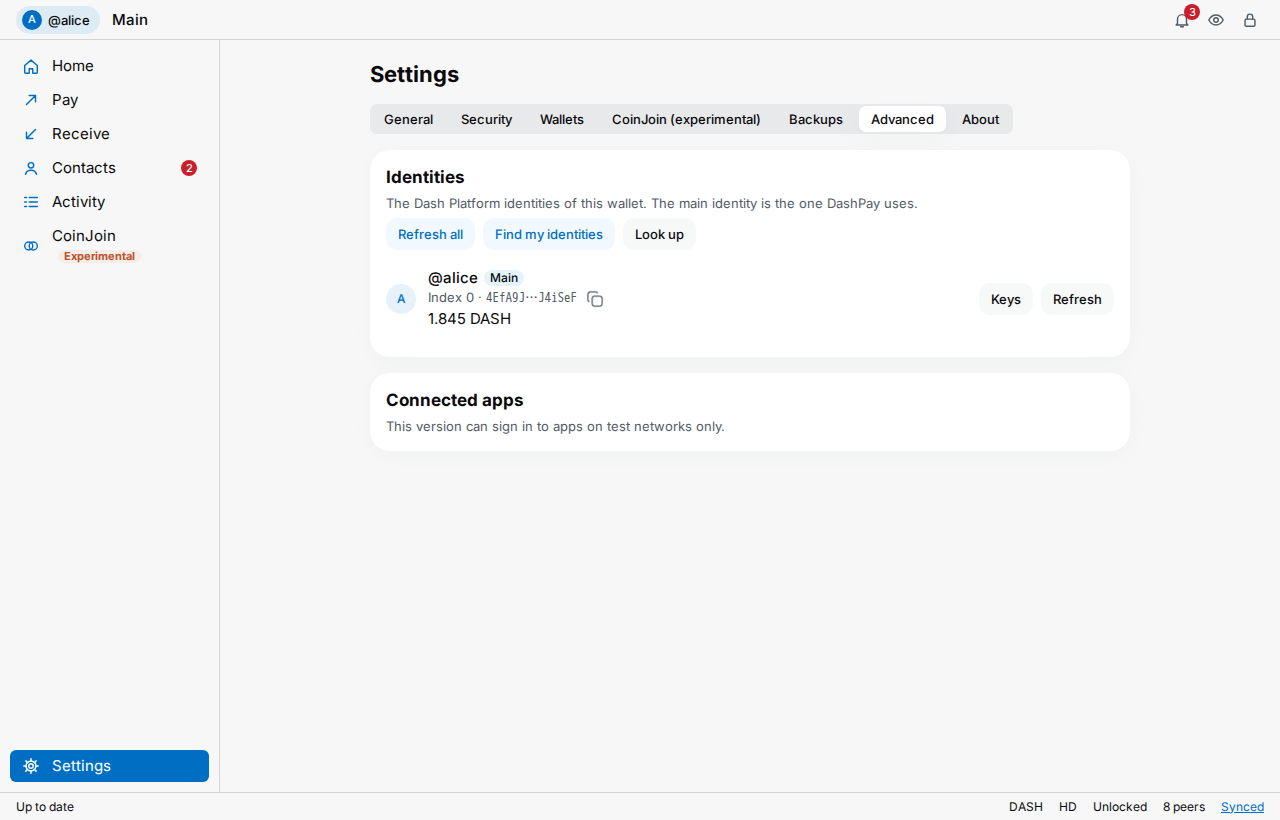 A @alice Main 3
Home
Pay
Receive
Contacts 2
Activity
CoinJoin
Experimental
Settings
Settings
General Security Wallets CoinJoin (experimental) Backups Advanced About
Identities
The Dash Platform identities of this wallet. The main identity is the one DashPay uses.
Refresh all Find my identities Look up
A @alice Main
Index 0 · 4EfA9J···J4iSeF
1.845 DASH
Keys Refresh
Connected apps
This version can sign in to apps on test networks only.
Up to date DASH HD Unlocked 8 peers Synced